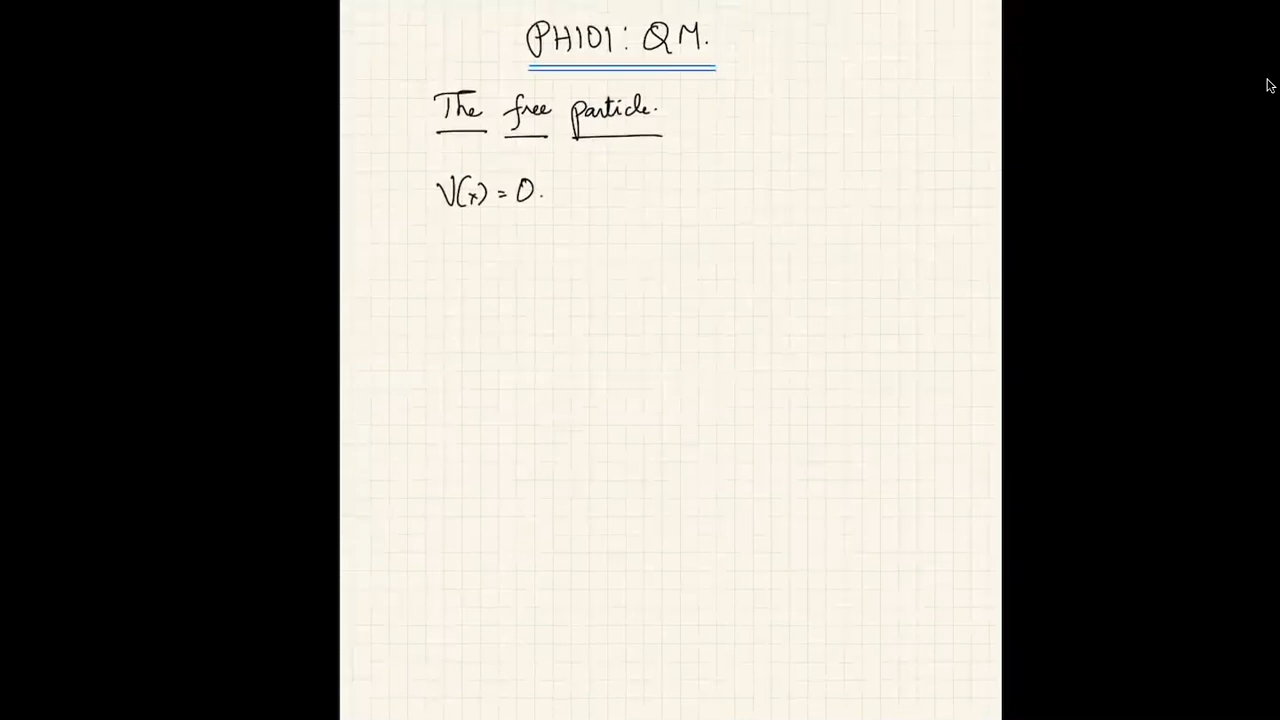 PH101: QM.
The free particle.
V(x) = 0.